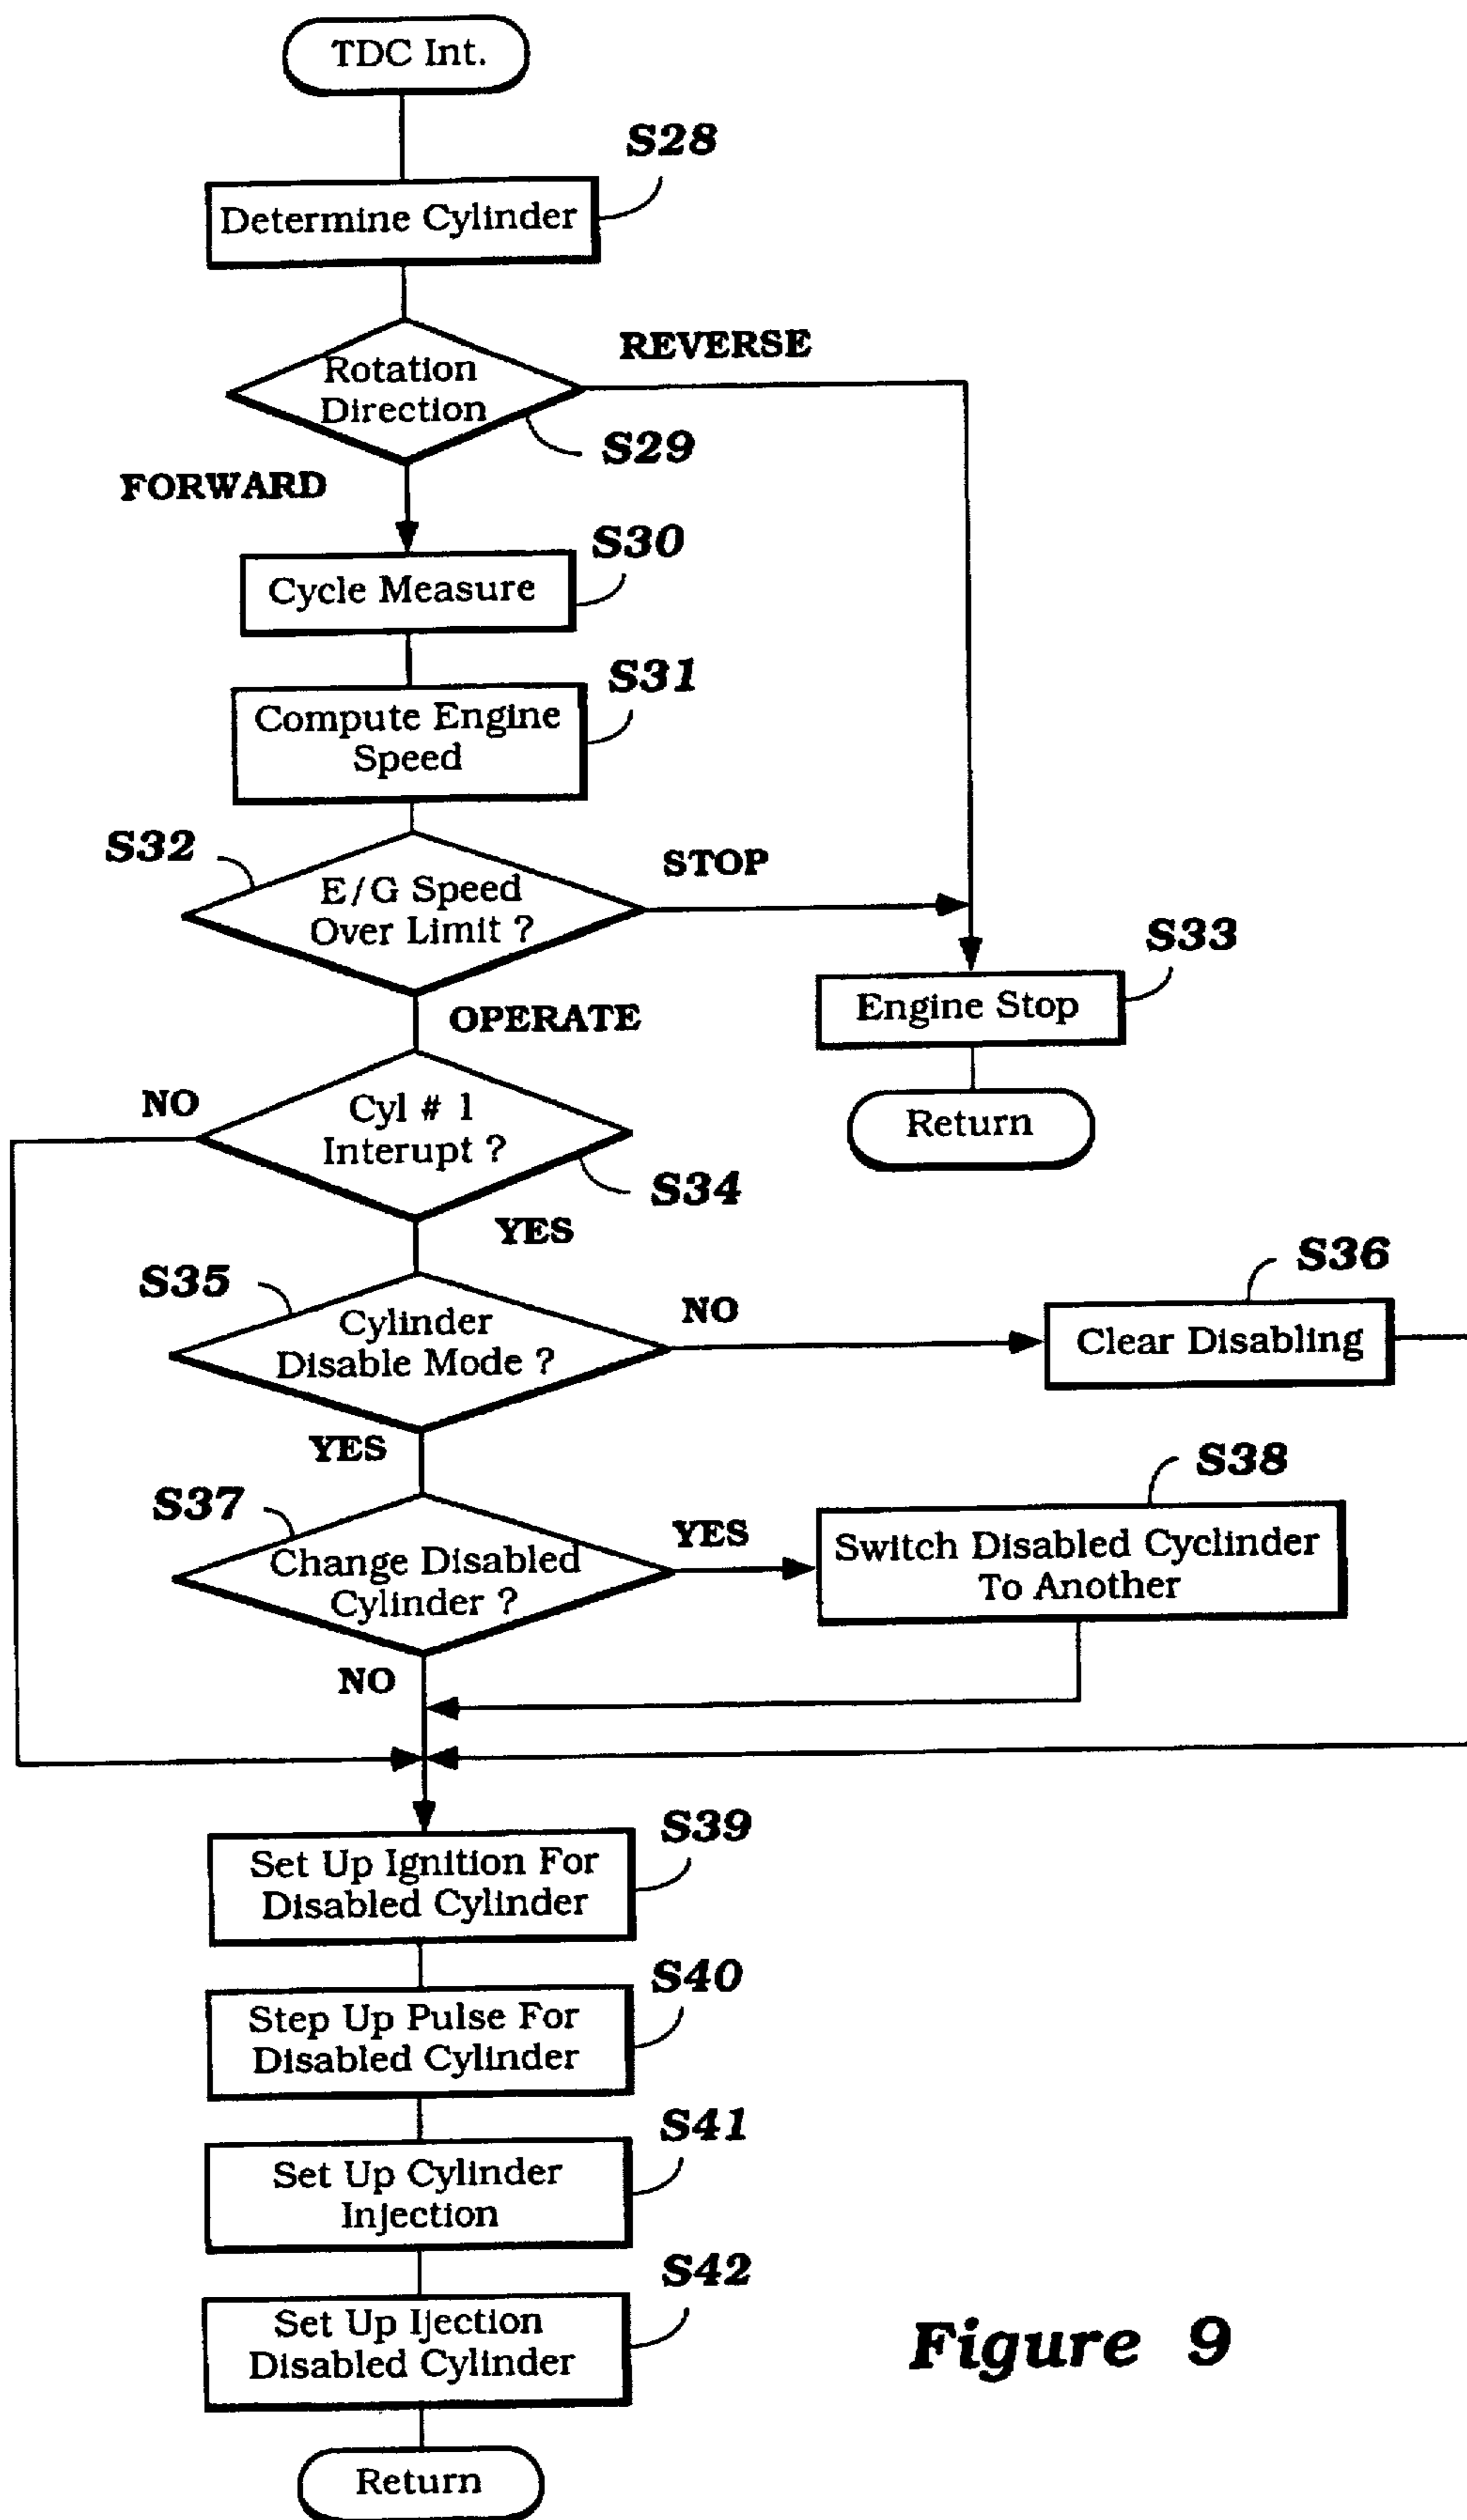 TDC Int.
S28
Determine Cylinder
REVERSE
Rotation
Direction
S29
FORWARD
S30
Cycle Measure
S31
Compute Engine
Speed
S32
STOP
E/G Speed
Over Limit ?
S33
Engine Stop
OPERATE
Return
NO
Cyl # 1
Interupt ?
S34
YES
S35
Cylinder
Disable Mode ?
NO
S36
Clear Disabling
YES
S37
Change Disabled
Cylinder ?
YES
S38
Switch Disabled Cyclinder
To Another
NO
S39
Set Up Ignition For
Disabled Cylinder
S40
Step Up Pulse For
Disabled Cylinder
S41
Set Up Cylinder
Injection
S42
Set Up Ijection
Disabled Cylinder
Figure 9
Return